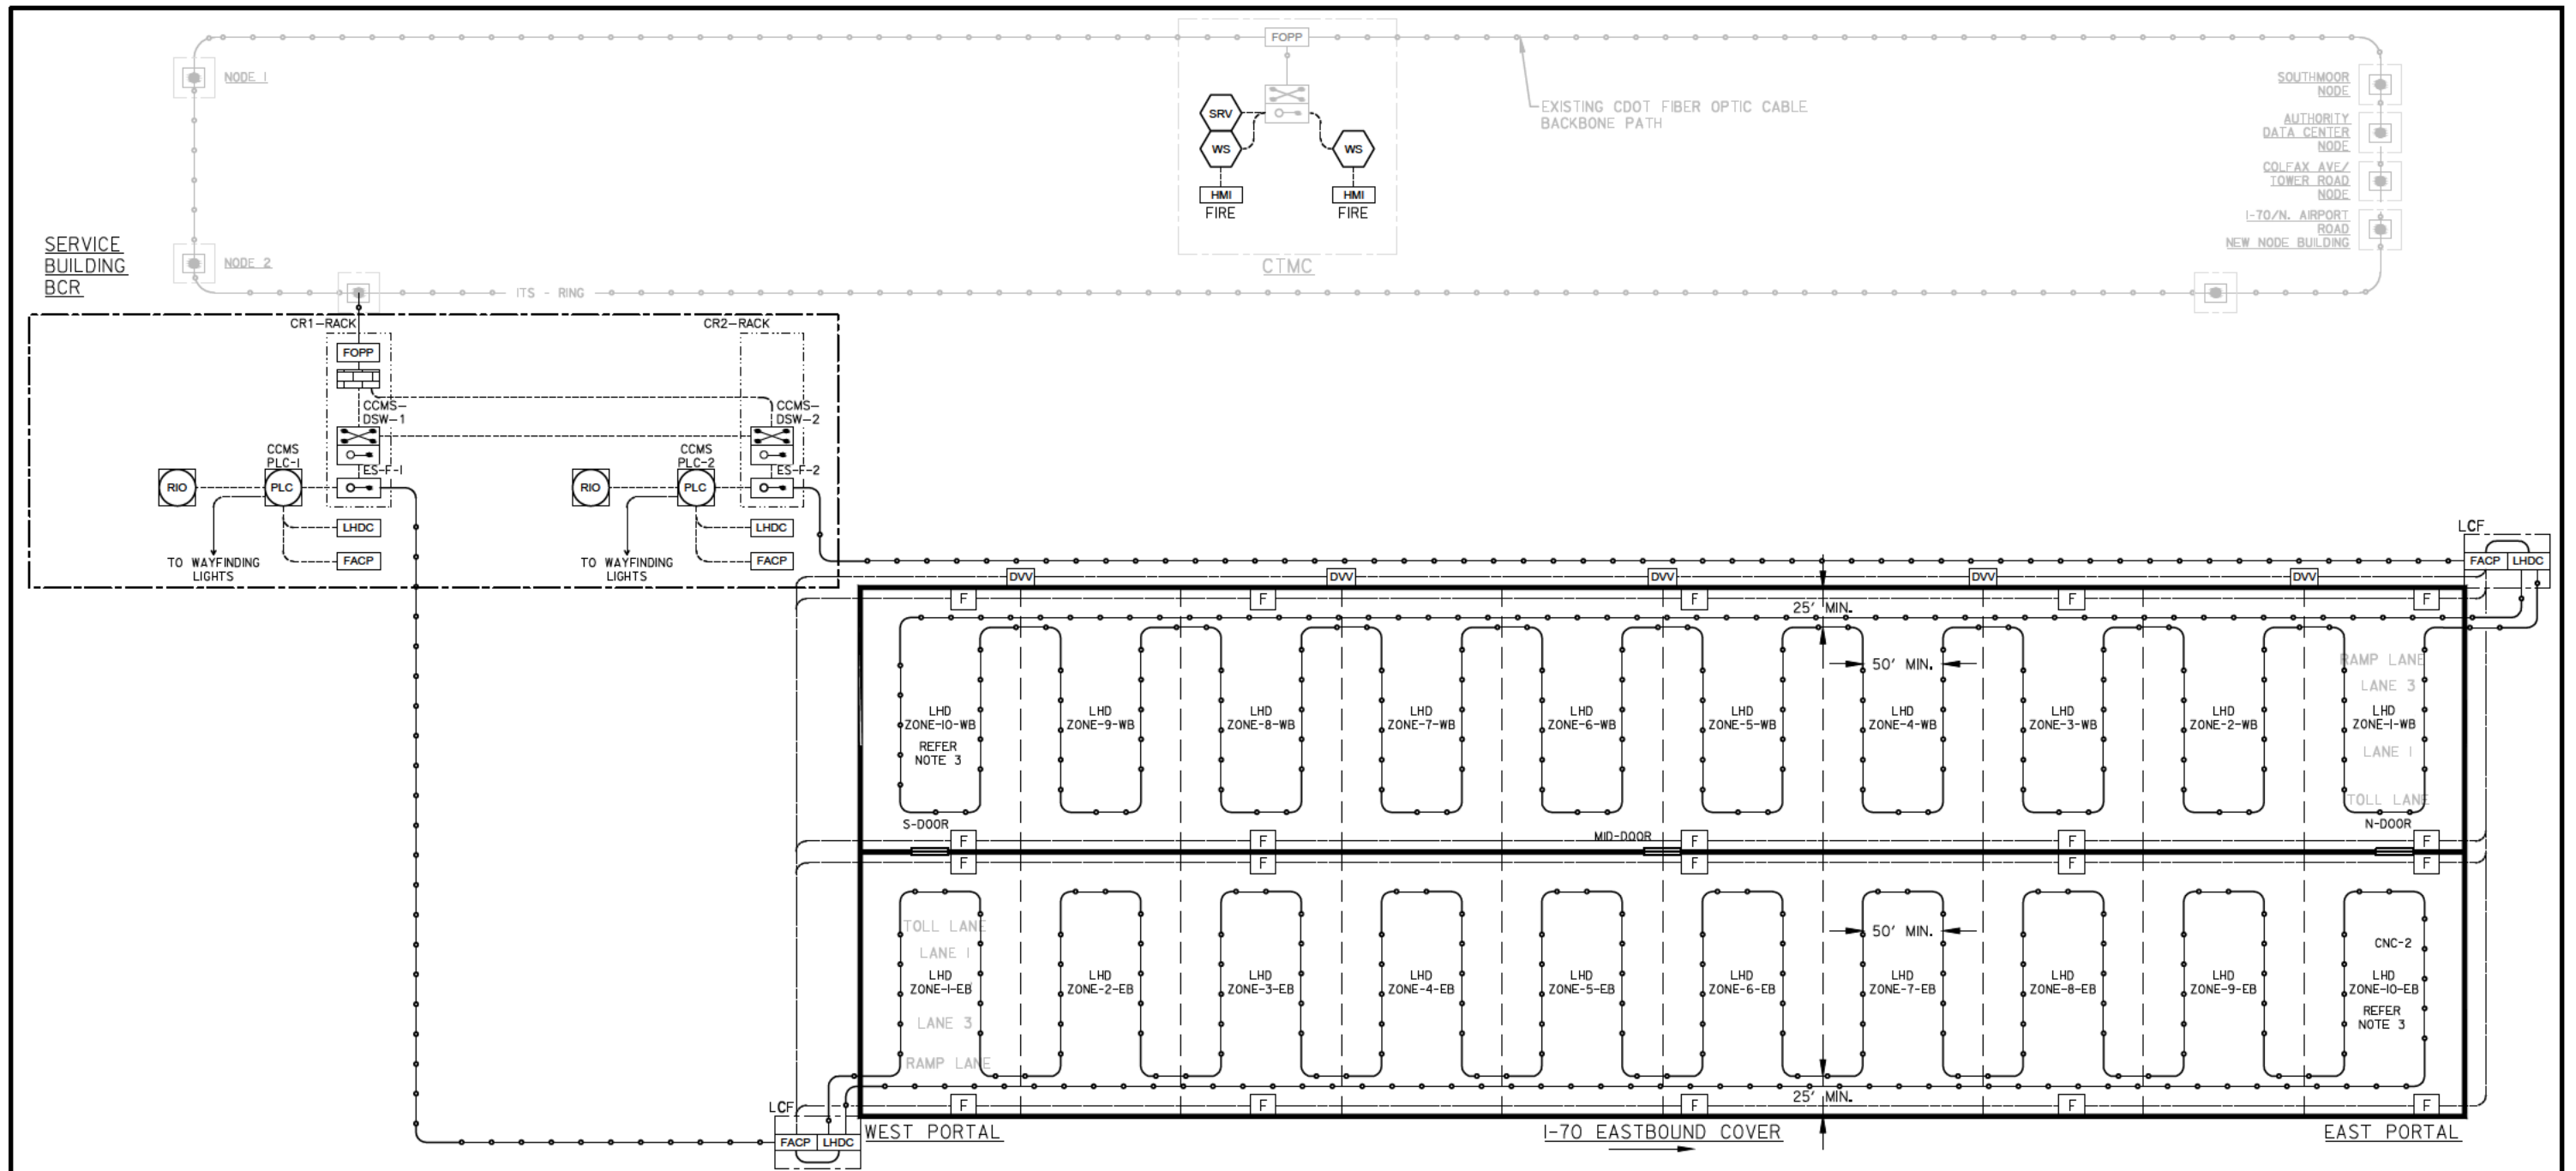 FOPP
NODE 1
SRV
WS
WS
HMI
HMI
FIRE
FIRE
EXISTING CDOT FIBER OPTIC CABLE
BACKBONE PATH
SOUTHMOOR
NODE
AUTHORITY
DATA CENTER
NODE
COLFAX AVE/
TOWER ROAD
NODE
I-70/N. AIRPORT
ROAD
NEW NODE BUILDING
SERVICE
BUILDING
BCR
NODE 2
CTMC
ITS - RING
CR1-RACK
CR2-RACK
FOPP
CCMS-
DSW-1
CCMS-
DSW-2
CCMS
PLC-1
CCMS
PLC-2
ES-F-1
ES-F-2
RIO
PLC
RIO
PLC
LHDC
LHDC
FACP
FACP
TO WAYFINDING
LIGHTS
TO WAYFINDING
LIGHTS
LCF
FACP
LHDC
DVV
DVV
DVV
DVV
DVV
F
F
F
F
F
25' MIN.
50' MIN.
RAMP LANE
LANE 3
LHD
ZONE-10-WB
REFER
NOTE 3
LHD
ZONE-9-WB
LHD
ZONE-8-WB
LHD
ZONE-7-WB
LHD
ZONE-6-WB
LHD
ZONE-5-WB
LHD
ZONE-4-WB
LHD
ZONE-3-WB
LHD
ZONE-2-WB
LHD
ZONE-1-WB
LANE 1
TOLL LANE
S-DOOR
MID-DOOR
N-DOOR
F
F
F
F
F
F
F
F
F
F
TOLL LANE
LANE 1
50' MIN.
CNC-2
LHD
ZONE-1-EB
LHD
ZONE-2-EB
LHD
ZONE-3-EB
LHD
ZONE-4-EB
LHD
ZONE-5-EB
LHD
ZONE-6-EB
LHD
ZONE-7-EB
LHD
ZONE-8-EB
LHD
ZONE-9-EB
LHD
ZONE-10-EB
REFER
NOTE 3
LANE 3
RAMP LANE
25' MIN.
F
F
F
F
F
LCF
FACP
LHDC
WEST PORTAL
I-70 EASTBOUND COVER
EAST PORTAL